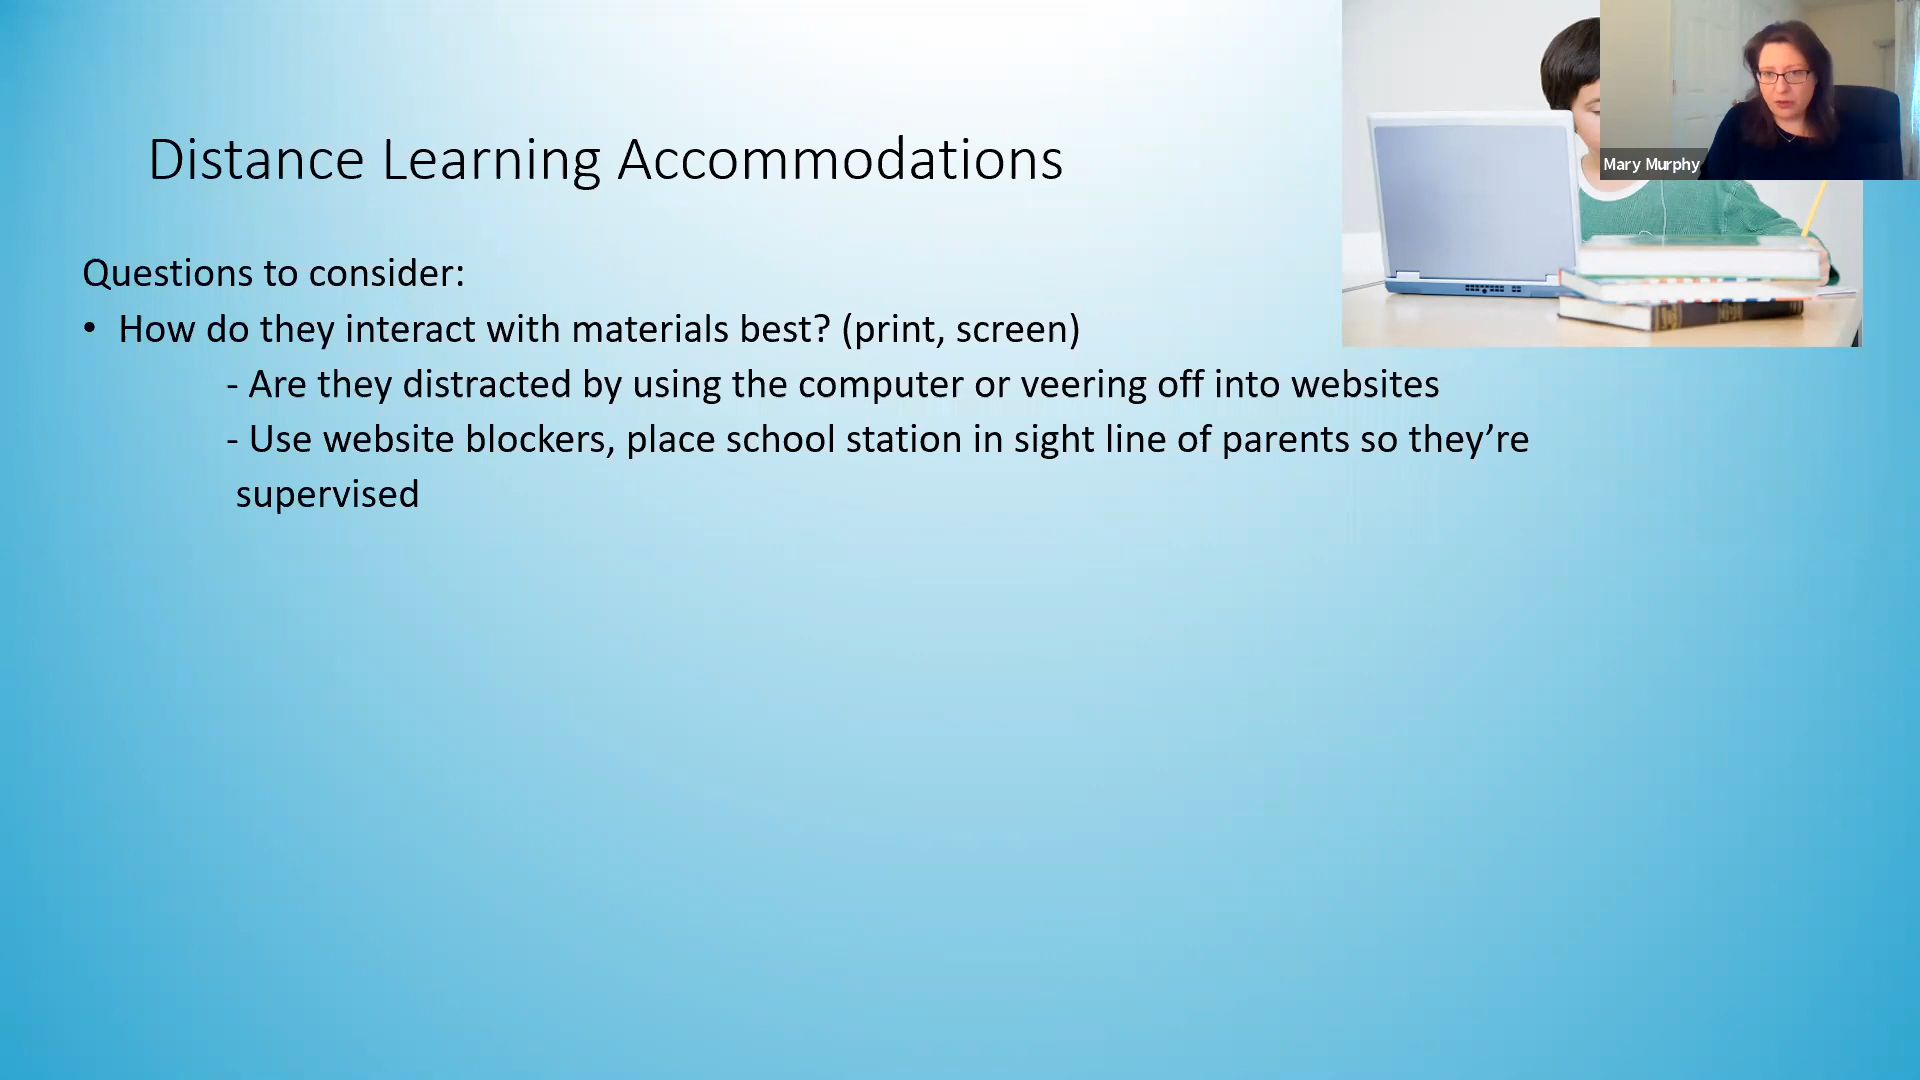 Distance Learning Accommodations
Mary Murphy
Questions to consider:
• How do they interact with materials best? (print, screen)
- Are they distracted by using the computer or veering off into websites
- Use website blockers, place school station in sight line of parents so they’re
supervised